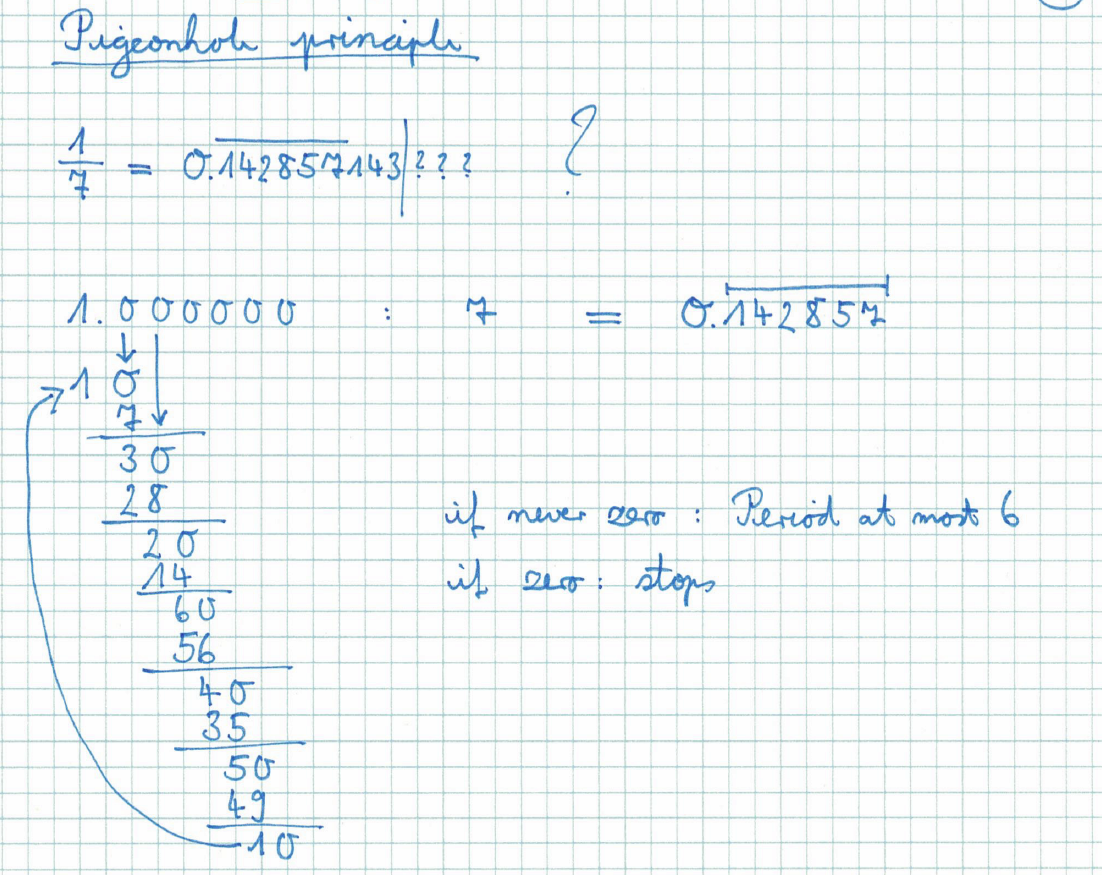 Pigeonhole principle
1/7 = 0.142857143|??? ?
1.000000 : 7 = 0.142857
10
7
30
28
20
14
60
56
if never zero : Period at most 6
if zero : stops
40
35
50
49
10